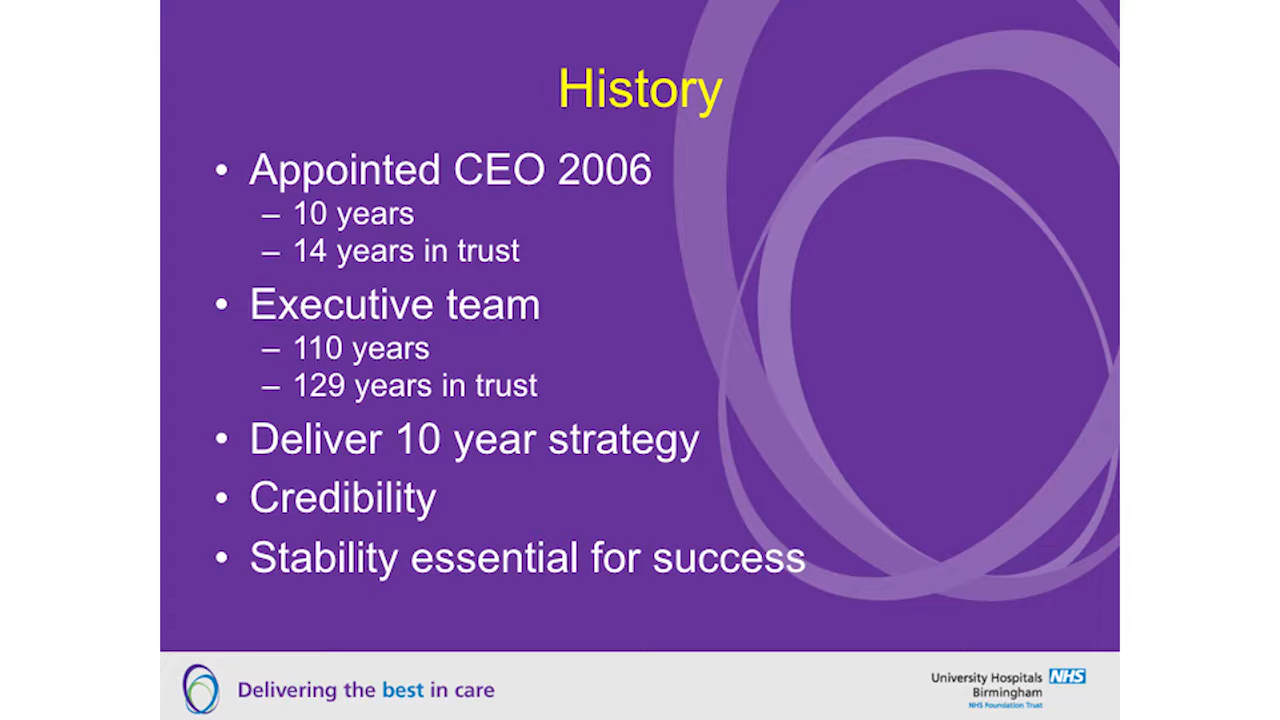 History
• Appointed CEO 2006
– 10 years
– 14 years in trust
• Executive team
– 110 years
– 129 years in trust
• Deliver 10 year strategy
• Credibility
• Stability essential for success
Delivering the best in care
University Hospitals NHS
Birmingham
NHS Foundation Trust